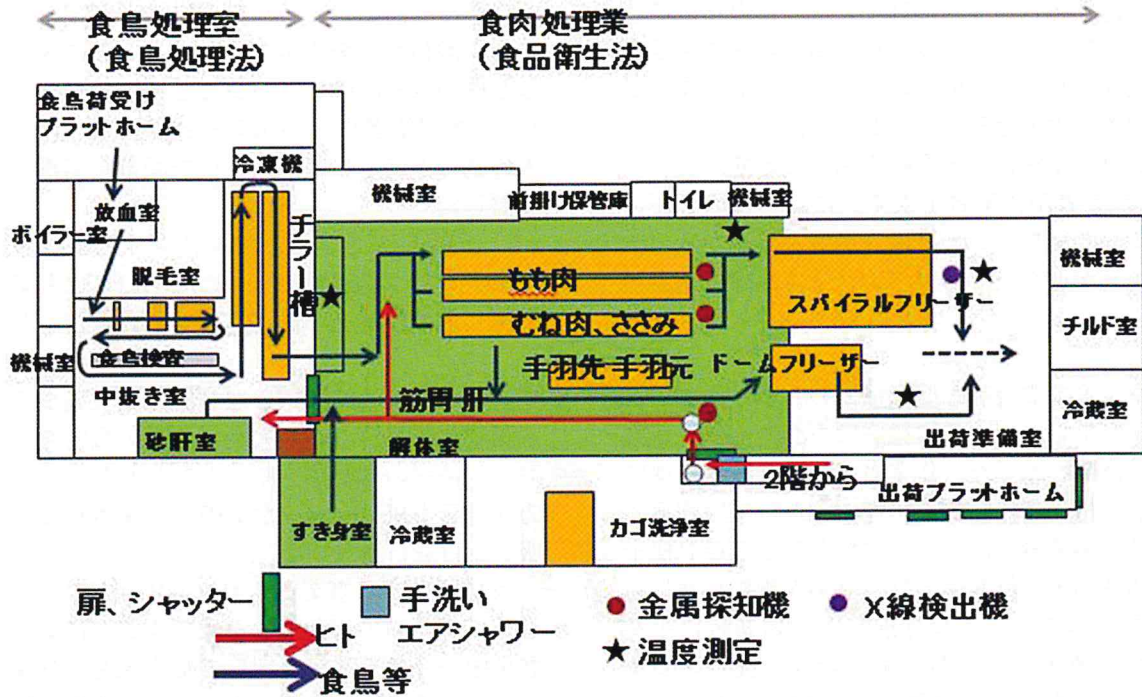 食鳥処理室
（食鳥処理法）
食肉処理業
（食品衛生法）
食鳥荷受け
プラットホーム
冷凍機
機械室
前掛け保管庫
トイレ
機械室
放血室
ボイラー室
脱毛室
チラー槽
もも肉
むね肉、ささみ
手羽先 手羽元
スパイラルフリーザー
ドームフリーザー
機械室
チルド室
冷蔵室
機械室
食鳥検査
中抜き室
筋胃 肝
砂肝室
解体室
出荷準備室
2階から
出荷プラットホーム
すき身室
冷蔵室
カゴ洗浄室
扉、シャッター
手洗い
エアシャワー
金属探知機
X線検出機
ヒト
温度測定
食鳥等